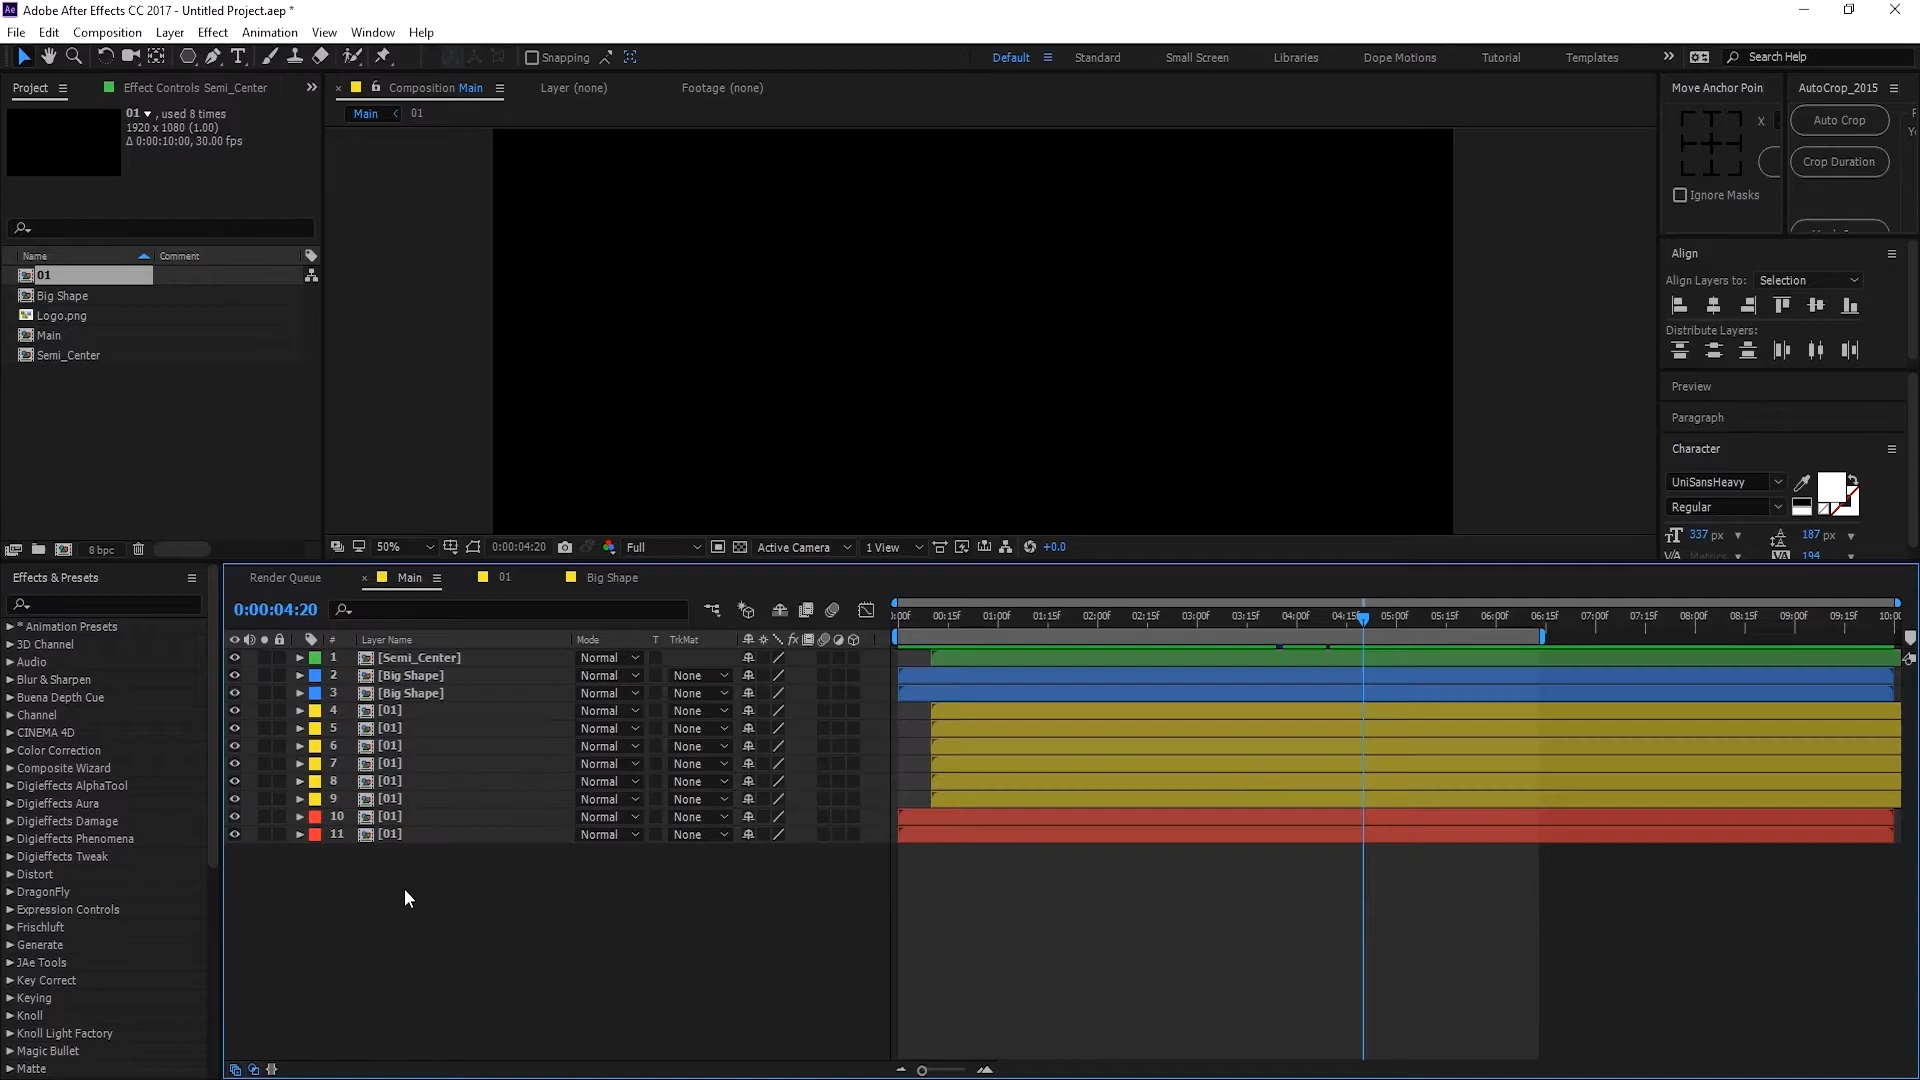 Adobe After Effects CC 2017 - Untitled Project.aep *
File Edit Composition Layer Effect Animation View Window Help
Snapping Default Standard Small Screen Libraries Dope Motions Tutorial Templates Search Help
Project Effect Controls Semi_Center
01 , used 8 times
1920 x 1080 (1.00)
Δ 0:00:10:00, 30.00 fps
Name Comment
01
Big Shape
Logo.png
Main
Semi_Center
8 bpc
Composition Main Layer (none) Footage (none)
Main 01
50% 0:00:04:20 Full Active Camera 1 View +0.0
Move Anchor Poin
X
Ignore Masks
AutoCrop_2015
Auto Crop
Crop Duration
Align
Align Layers to: Selection
Distribute Layers:
Preview
Paragraph
Character
UniSansHeavy
Regular
337 px 187 px
Metrics 194
Effects & Presets
* Animation Presets
3D Channel
Audio
Blur & Sharpen
Buena Depth Cue
Channel
CINEMA 4D
Color Correction
Composite Wizard
Digieffects AlphaTool
Digieffects Aura
Digieffects Damage
Digieffects Phenomena
Digieffects Tweak
Distort
DragonFly
Expression Controls
Frischluft
Generate
JAe Tools
Key Correct
Keying
Knoll
Knoll Light Factory
Magic Bullet
Matte
Render Queue Main 01 Big Shape
0:00:04:20
# Layer Name Mode T TrkMat
00:15f 01:00f 01:15f 02:00f 02:15f 03:00f 03:15f 04:00f 04:15f 05:00f 05:15f 06:00f 06:15f 07:00f 07:15f 08:00f 08:15f 09:00f 09:15f
1 [Semi_Center] Normal
2 [Big Shape] Normal None
3 [Big Shape] Normal None
4 [01] Normal None
5 [01] Normal None
6 [01] Normal None
7 [01] Normal None
8 [01] Normal None
9 [01] Normal None
10 [01] Normal None
11 [01] Normal None